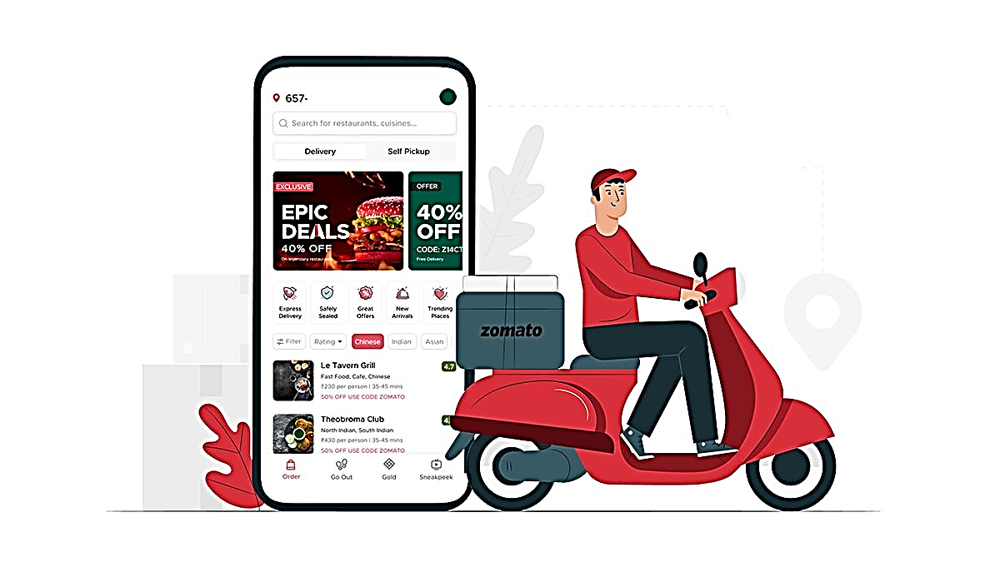 657-
Search for restaurants, cuisines...
Delivery
Self Pickup
EXCLUSIVE
EPIC
DEALS
40% OFF
On legendary restaurants
OFFER
40%
OFF
CODE: Z14CT
Free Delivery
Express
Delivery
Safely
Sealed
Great
Offers
New
Arrivals
Trending
Places
Filter
Rating
Chinese
Indian
Asian
zomato
Le Tavern Grill
4.7
Fast Food, Cafe, Chinese
₹230 per person | 35-45 mins
50% OFF USE CODE ZOMATO
Theobroma Club
North Indian, South Indian
₹430 per person | 35-45 mins
50% OFF USE CODE ZOMATO
Order
Go Out
Gold
Sneakpeek